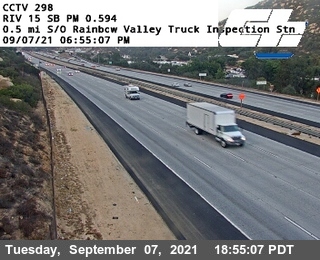 CCTV 298
RIV 15 SB PM 0.594
0.5 mi S/O Rainbow Valley Truck Inspection Stn
09/07/21 06:55:07 PM
Tuesday, September 07, 2021 18:55:07 PDT